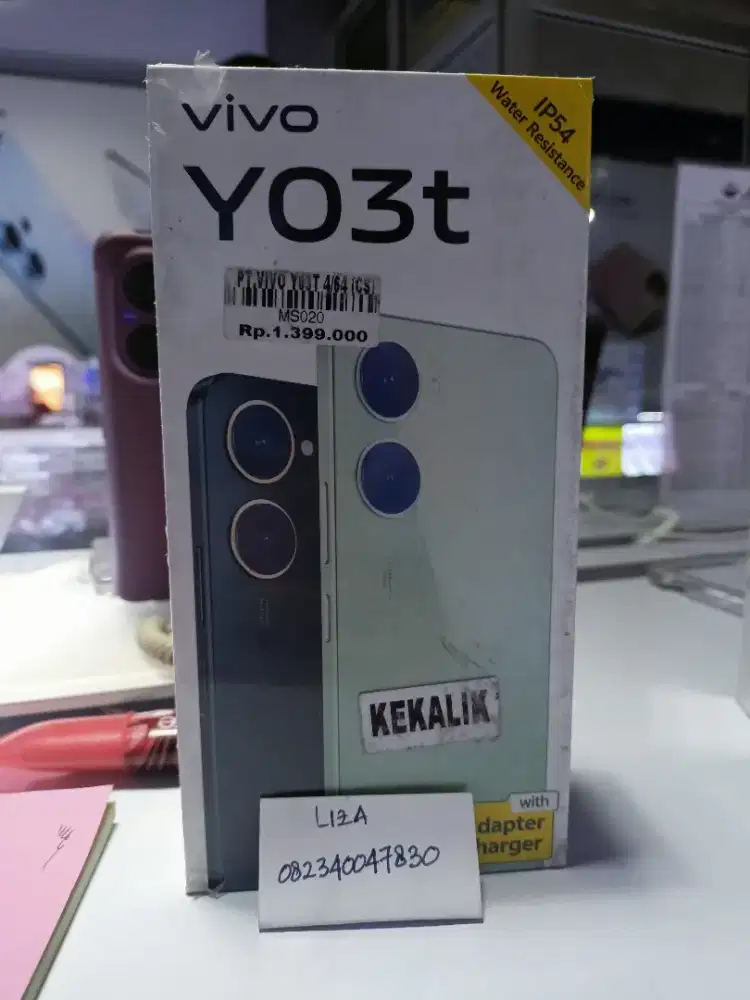 vivo
Y03t
IP54
Water Resistance
PT.VIVO Y03T 4/64 (CS)
MS020
Rp.1.399.000
KEKALIK
with
dapter
harger
LIZA
082340047830